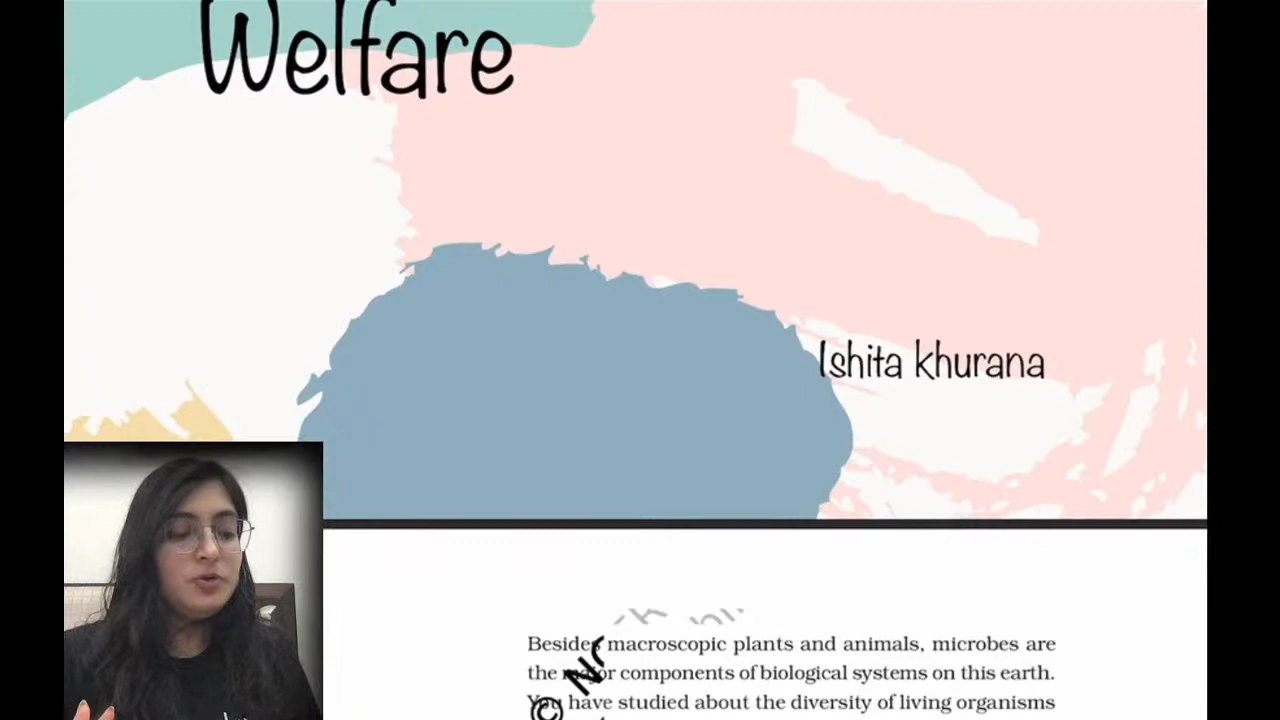 Welfare
Ishita khurana
Besides macroscopic plants and animals, microbes are
the major components of biological systems on this earth.
You have studied about the diversity of living organisms